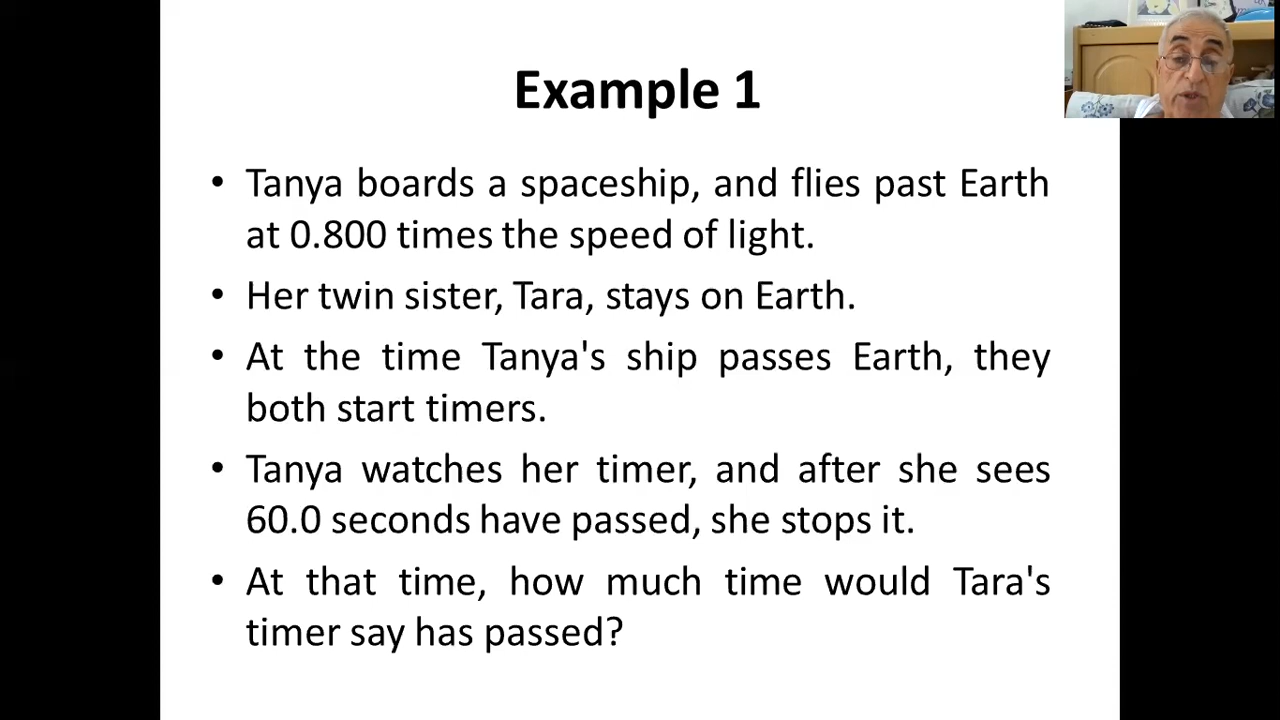 Example 1
• Tanya boards a spaceship, and flies past Earth
at 0.800 times the speed of light.
• Her twin sister, Tara, stays on Earth.
• At the time Tanya's ship passes Earth, they
both start timers.
• Tanya watches her timer, and after she sees
60.0 seconds have passed, she stops it.
• At that time, how much time would Tara's
timer say has passed?